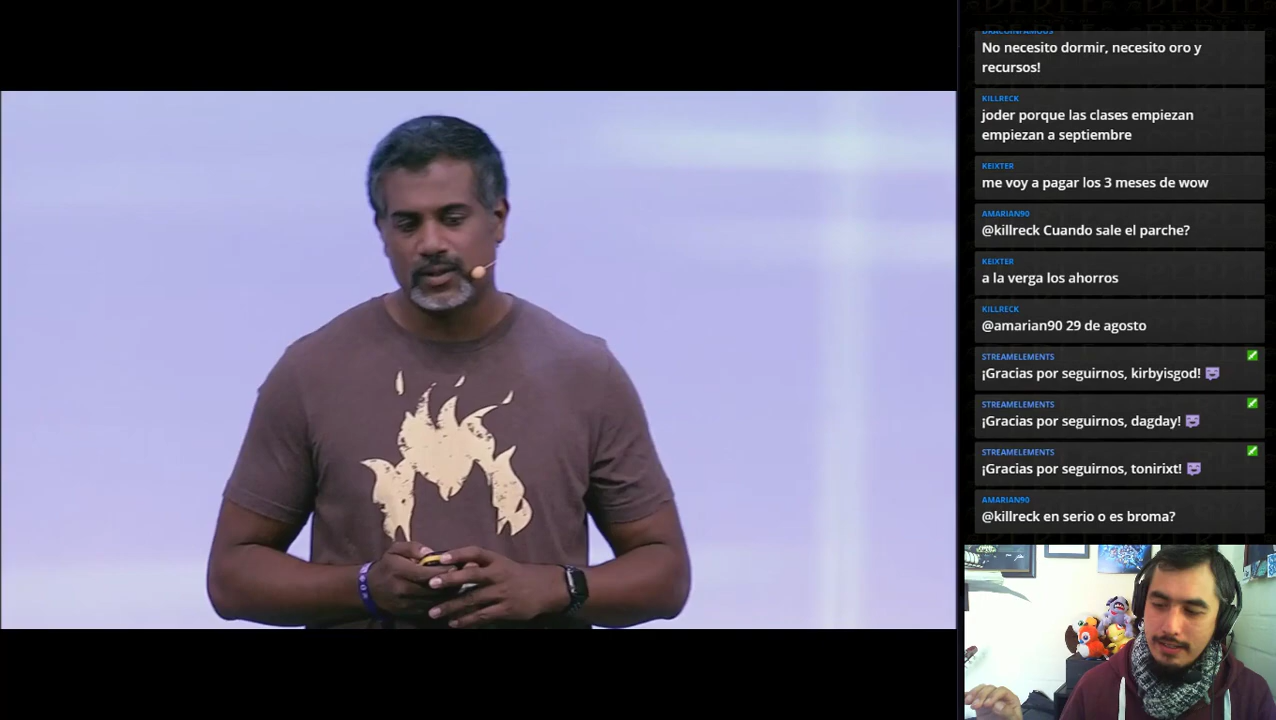 No necesito dormir, necesito oro y
recursos!
KILLRECK
joder porque las clases empiezan
empiezan a septiembre
KEIXTER
me voy a pagar los 3 meses de wow
AMARIAN90
@killreck Cuando sale el parche?
KEIXTER
a la verga los ahorros
KILLRECK
@amarian90 29 de agosto
STREAMELEMENTS
¡Gracias por seguirnos, kirbyisgod!
STREAMELEMENTS
¡Gracias por seguirnos, dagday!
STREAMELEMENTS
¡Gracias por seguirnos, tonirixt!
AMARIAN90
@killreck en serio o es broma?